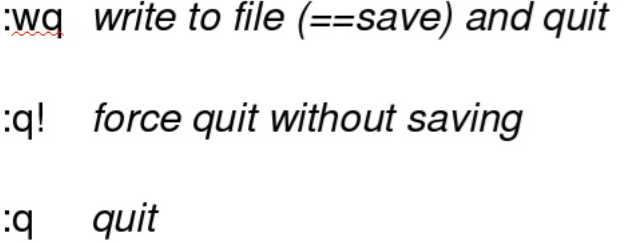 :wq write to file (==save) and quit
:q! force quit without saving
:q quit